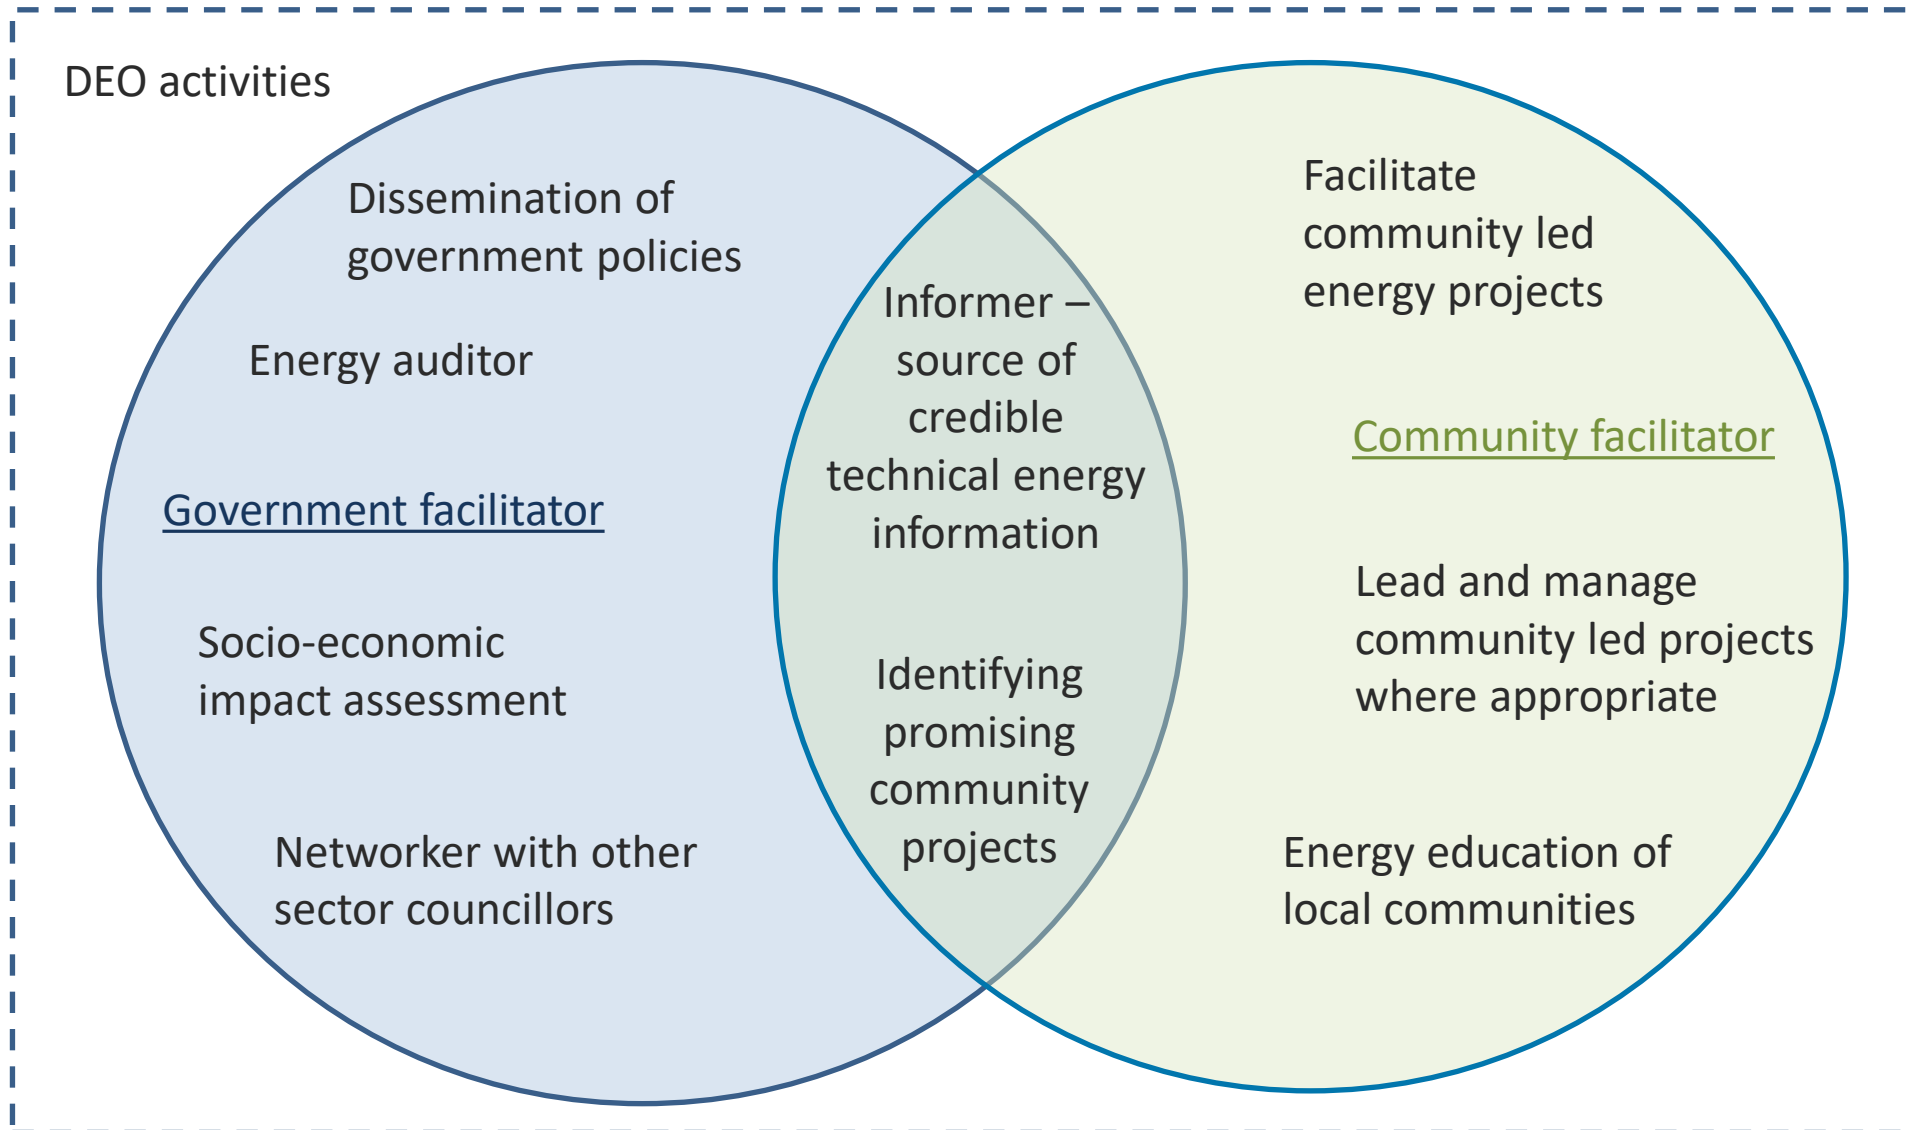 DEO activities
Dissemination of
government policies
Energy auditor
Government facilitator
Socio-economic
impact assessment
Networker with other
sector councillors
Informer –
source of
credible
technical energy
information
Identifying
promising
community
projects
Facilitate
community led
energy projects
Community facilitator
Lead and manage
community led projects
where appropriate
Energy education of
local communities